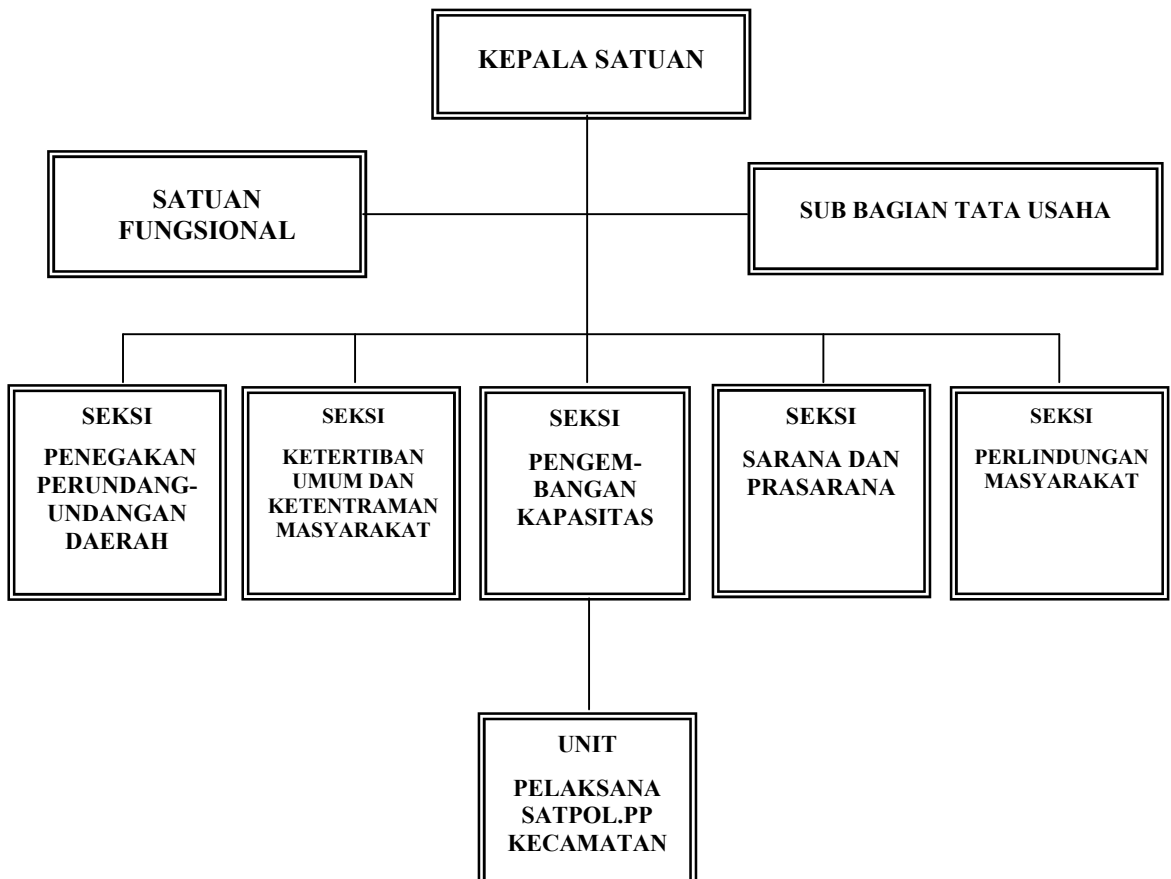 KEPALA SATUAN
SATUAN
FUNGSIONAL
SUB BAGIAN TATA USAHA
SEKSI
PENEGAKAN
PERUNDANG-
UNDANGAN
DAERAH
SEKSI
KETERTIBAN
UMUM DAN
KETENTRAMAN
MASYARAKAT
SEKSI
PENGEM-
BANGAN
KAPASITAS
SEKSI
SARANA DAN
PRASARANA
SEKSI
PERLINDUNGAN
MASYARAKAT
UNIT
PELAKSANA
SATPOL.PP
KECAMATAN